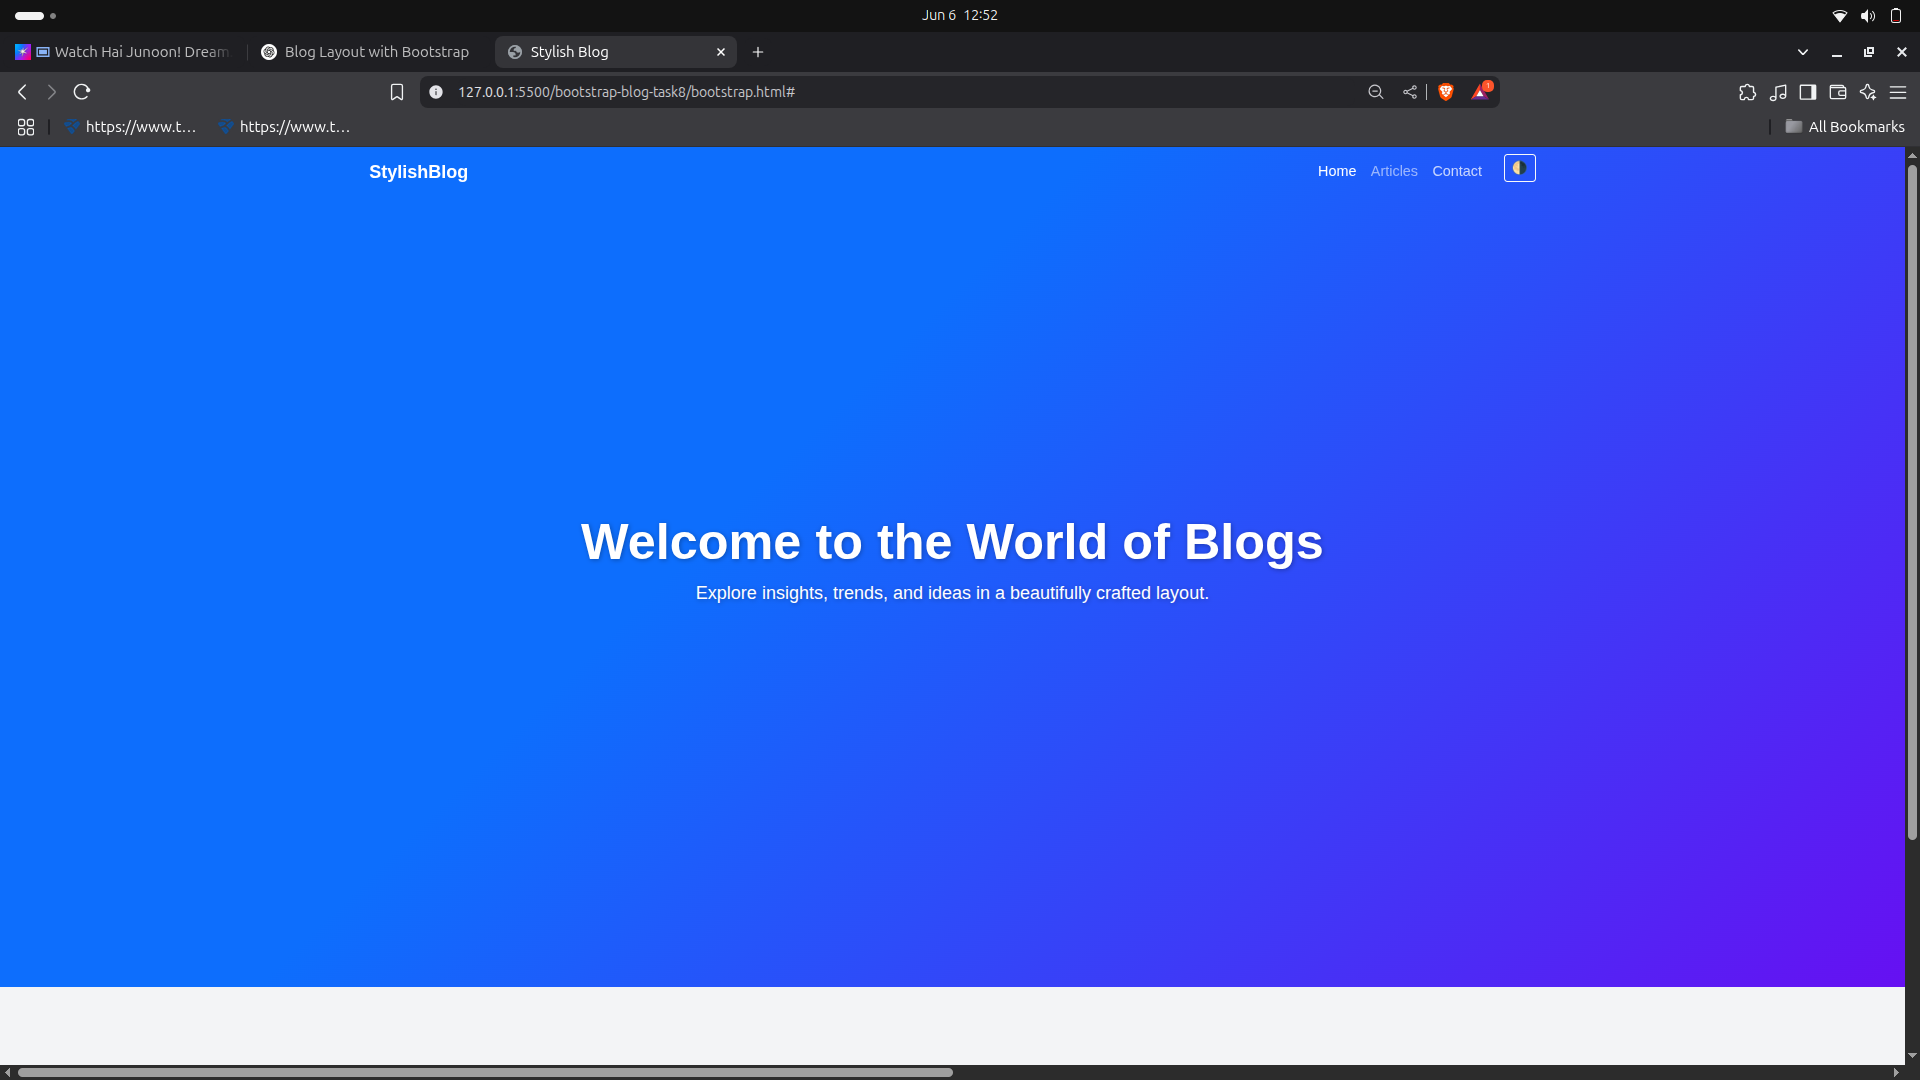 Jun 6 12:52
Watch Hai Junoon! Dream
Blog Layout with Bootstrap
Stylish Blog
127.0.0.1:5500/bootstrap-blog-task8/bootstrap.html#
1
https://www.t…
https://www.t…
All Bookmarks
StylishBlog
Home
Articles
Contact
Welcome to the World of Blogs
Explore insights, trends, and ideas in a beautifully crafted layout.